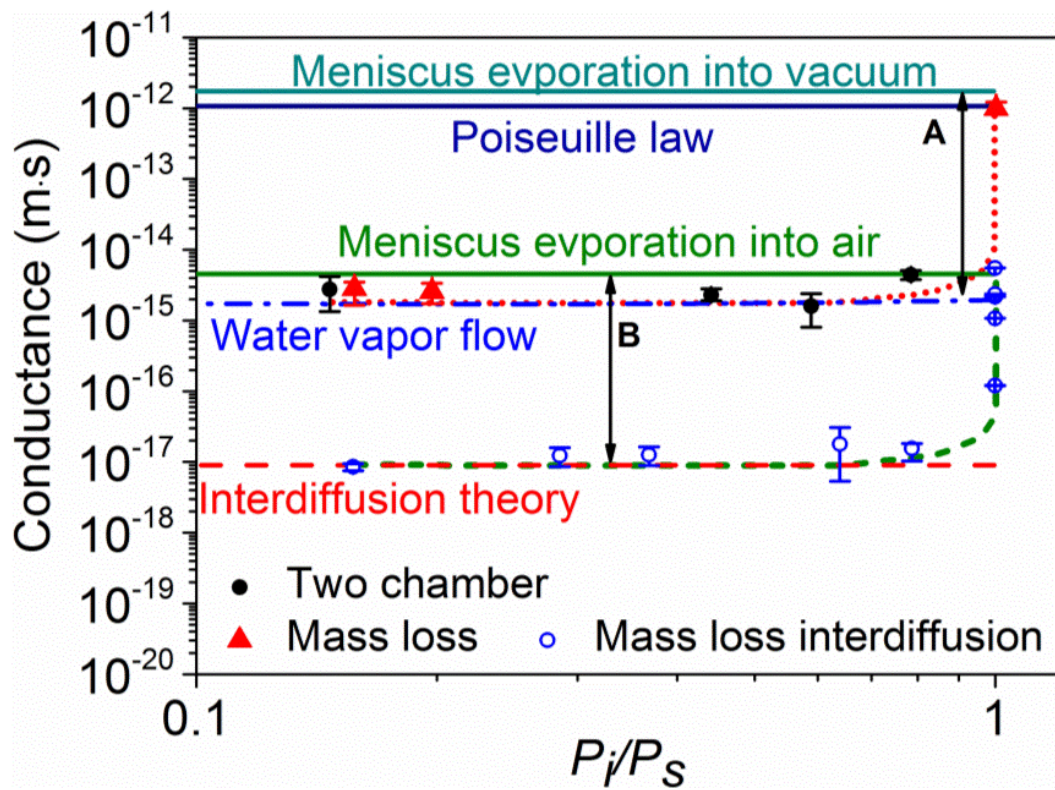 10⁻¹¹
Meniscus evporation into vacuum
10⁻¹²
Poiseuille law
A
10⁻¹³
Meniscus evporation into air
10⁻¹⁴
10⁻¹⁵
Water vapor flow
B
10⁻¹⁶
10⁻¹⁷
Interdiffusion theory
10⁻¹⁸
Two chamber
10⁻¹⁹
Mass loss
Mass loss interdiffusion
10⁻²⁰
Conductance (m·s)
0.1
1
Pᵢ/Pₛ